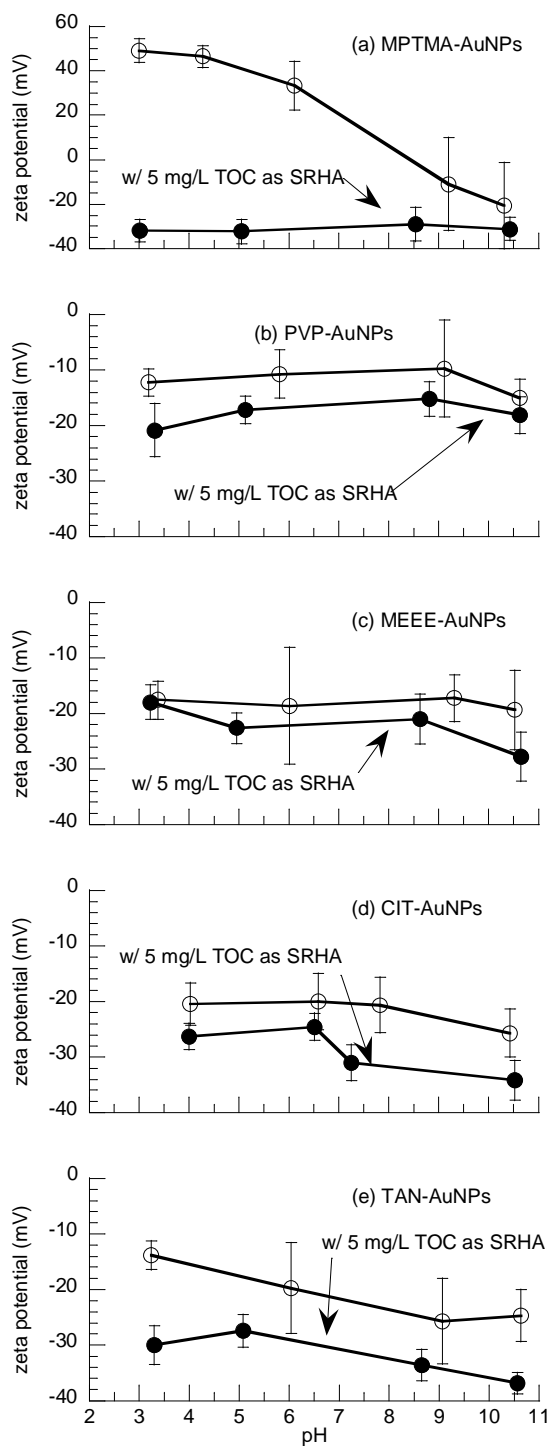 60
(a) MPTMA-AuNPs
40
20
0
w/ 5 mg/L TOC as SRHA
-20
-40
zeta potential (mV)
0
(b) PVP-AuNPs
-10
-20
w/ 5 mg/L TOC as SRHA
-30
-40
zeta potential (mV)
0
(c) MEEE-AuNPs
-10
-20
w/ 5 mg/L TOC as SRHA
-30
-40
zeta potential (mV)
0
(d) CIT-AuNPs
w/ 5 mg/L TOC as SRHA
-10
-20
-30
-40
zeta potential (mV)
0
(e) TAN-AuNPs
w/ 5 mg/L TOC as SRHA
-10
-20
-30
-40
zeta potential (mV)
2 3 4 5 6 7 8 9 10 11
pH